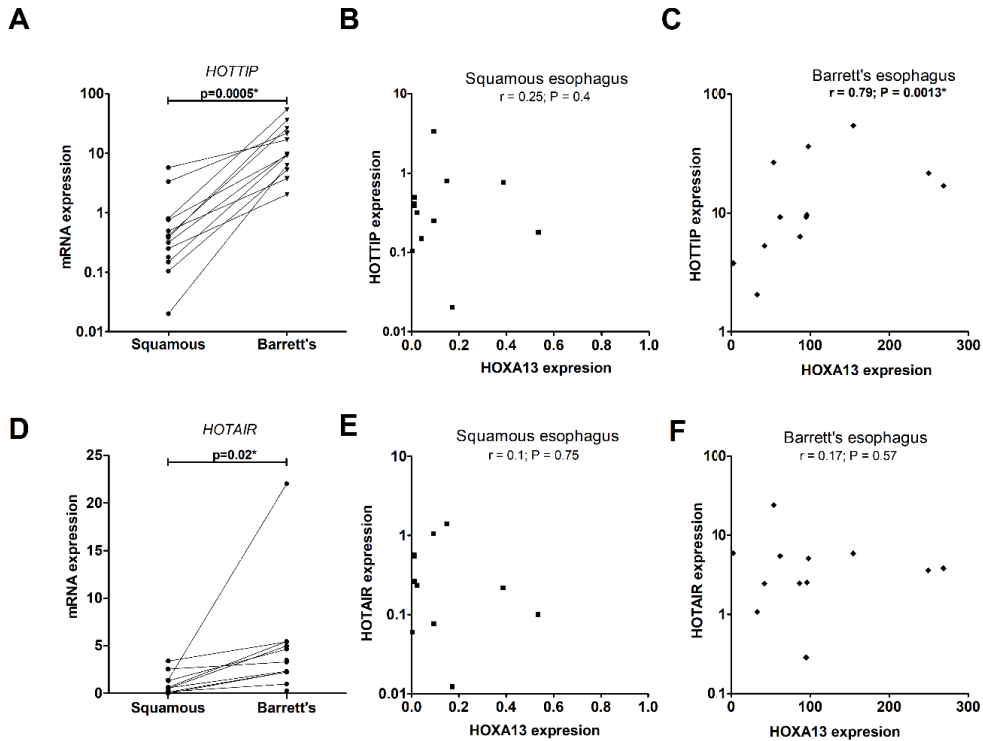 A
HOTTIP
p=0.0005*
100
10
1
0.1
0.01
mRNA expression
Squamous Barrett's
B
Squamous esophagus
r = 0.25; P = 0.4
10
1
0.1
0.01
HOTTIP expression
0.0 0.2 0.4 0.6 0.8 1.0
HOXA13 expresion
C
Barrett's esophagus
r = 0.79; P = 0.0013*
100
10
1
HOTTIP expression
0 100 200 300
HOXA13 expresion
D
HOTAIR
p=0.02*
25
20
15
10
5
0
mRNA expression
Squamous Barrett's
E
Squamous esophagus
r = 0.1; P = 0.75
10
1
0.1
0.01
HOTAIR expression
0.0 0.2 0.4 0.6 0.8 1.0
HOXA13 expresion
F
Barrett's esophagus
r = 0.17; P = 0.57
100
10
1
0.1
HOTAIR expression
0 100 200 300
HOXA13 expresion